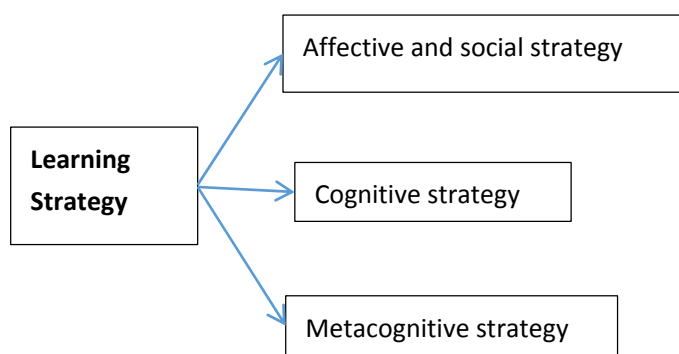 Affective and social strategy
Learning
Strategy
Cognitive strategy
Metacognitive strategy